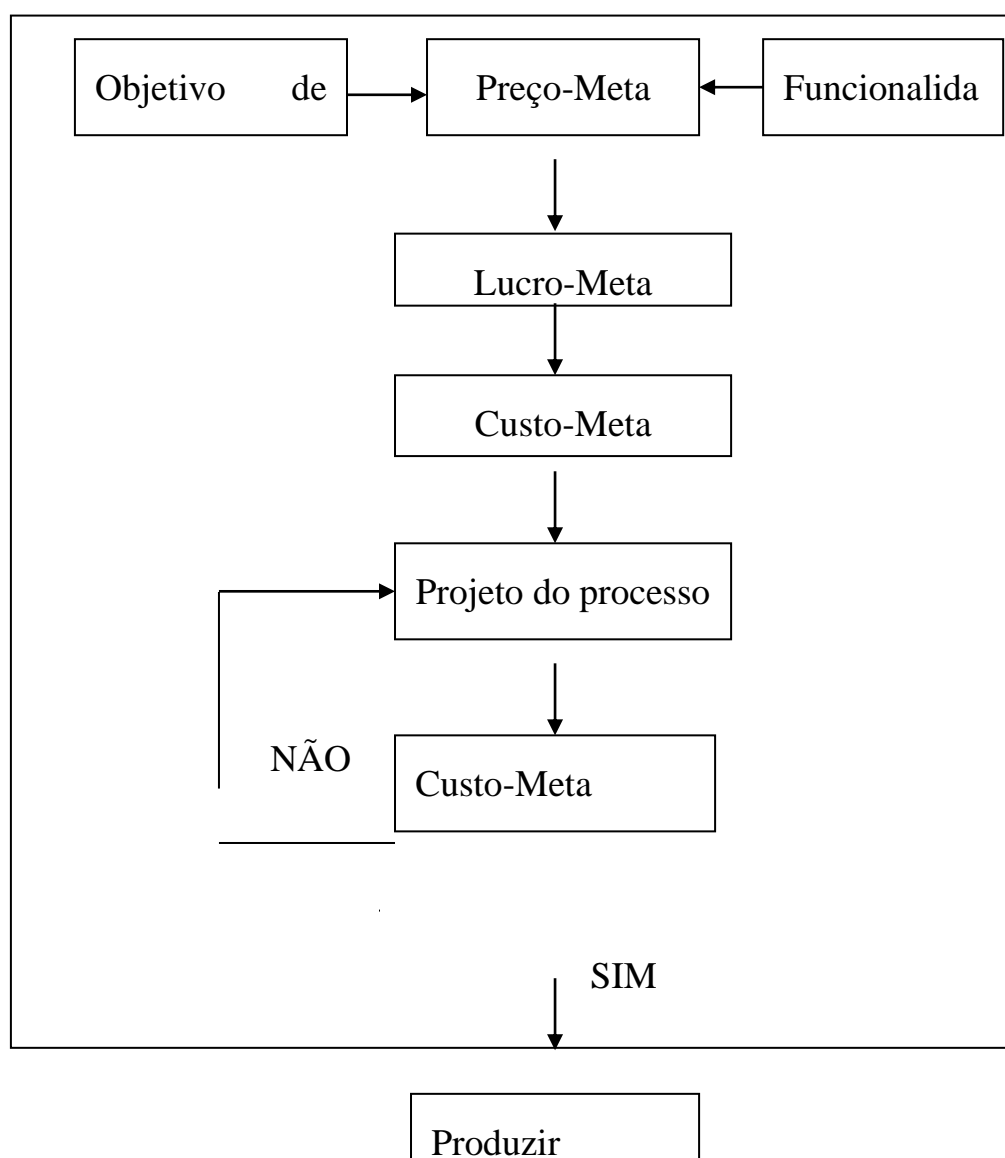 Objetivo de
Preço-Meta
Funcionalida
Lucro-Meta
Custo-Meta
Projeto do processo
NÃO
Custo-Meta
SIM
Produzir